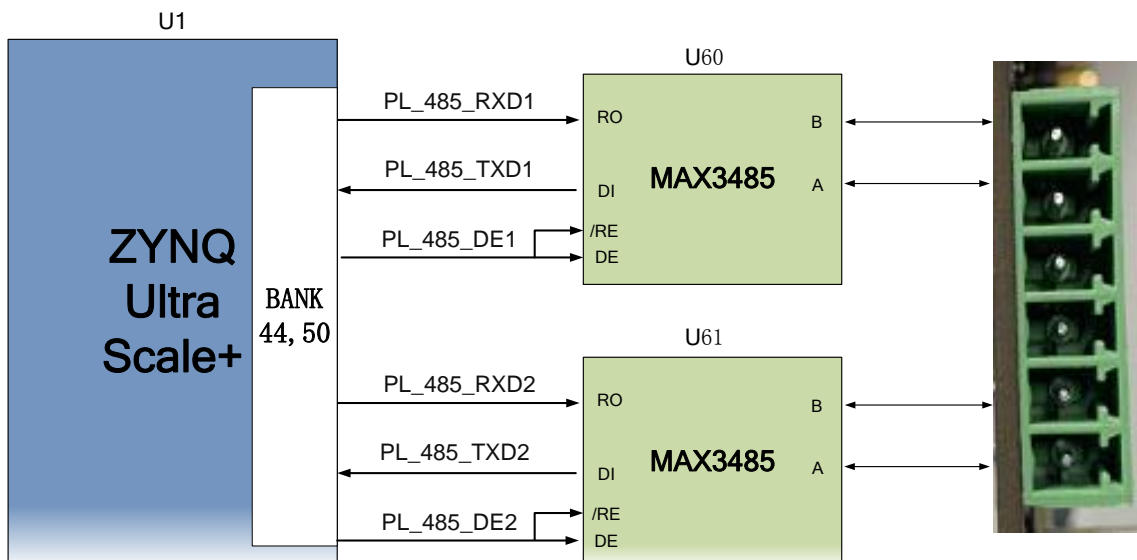 U1
ZYNQ
Ultra
Scale+
BANK
44, 50
PL_485_RXD1
PL_485_TXD1
PL_485_DE1
U60
RO
B
DI
MAX3485
A
/RE
DE
PL_485_RXD2
PL_485_TXD2
PL_485_DE2
U61
RO
B
DI
MAX3485
A
/RE
DE